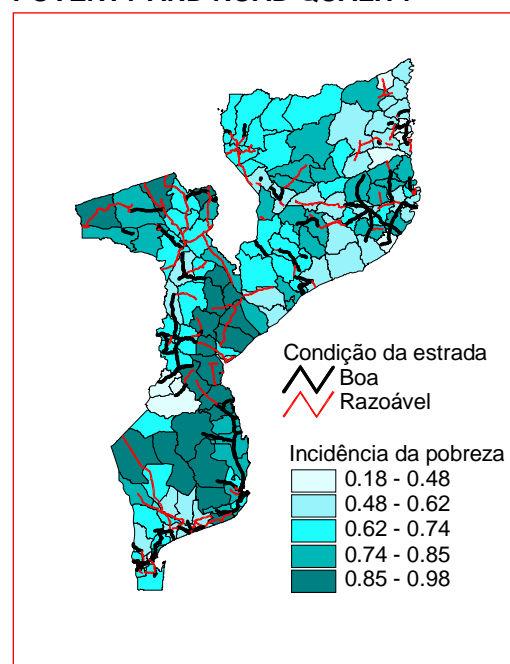 Condição da estrada
Boa
Razoável
Incidência da pobreza
0.18 - 0.48
0.48 - 0.62
0.62 - 0.74
0.74 - 0.85
0.85 - 0.98